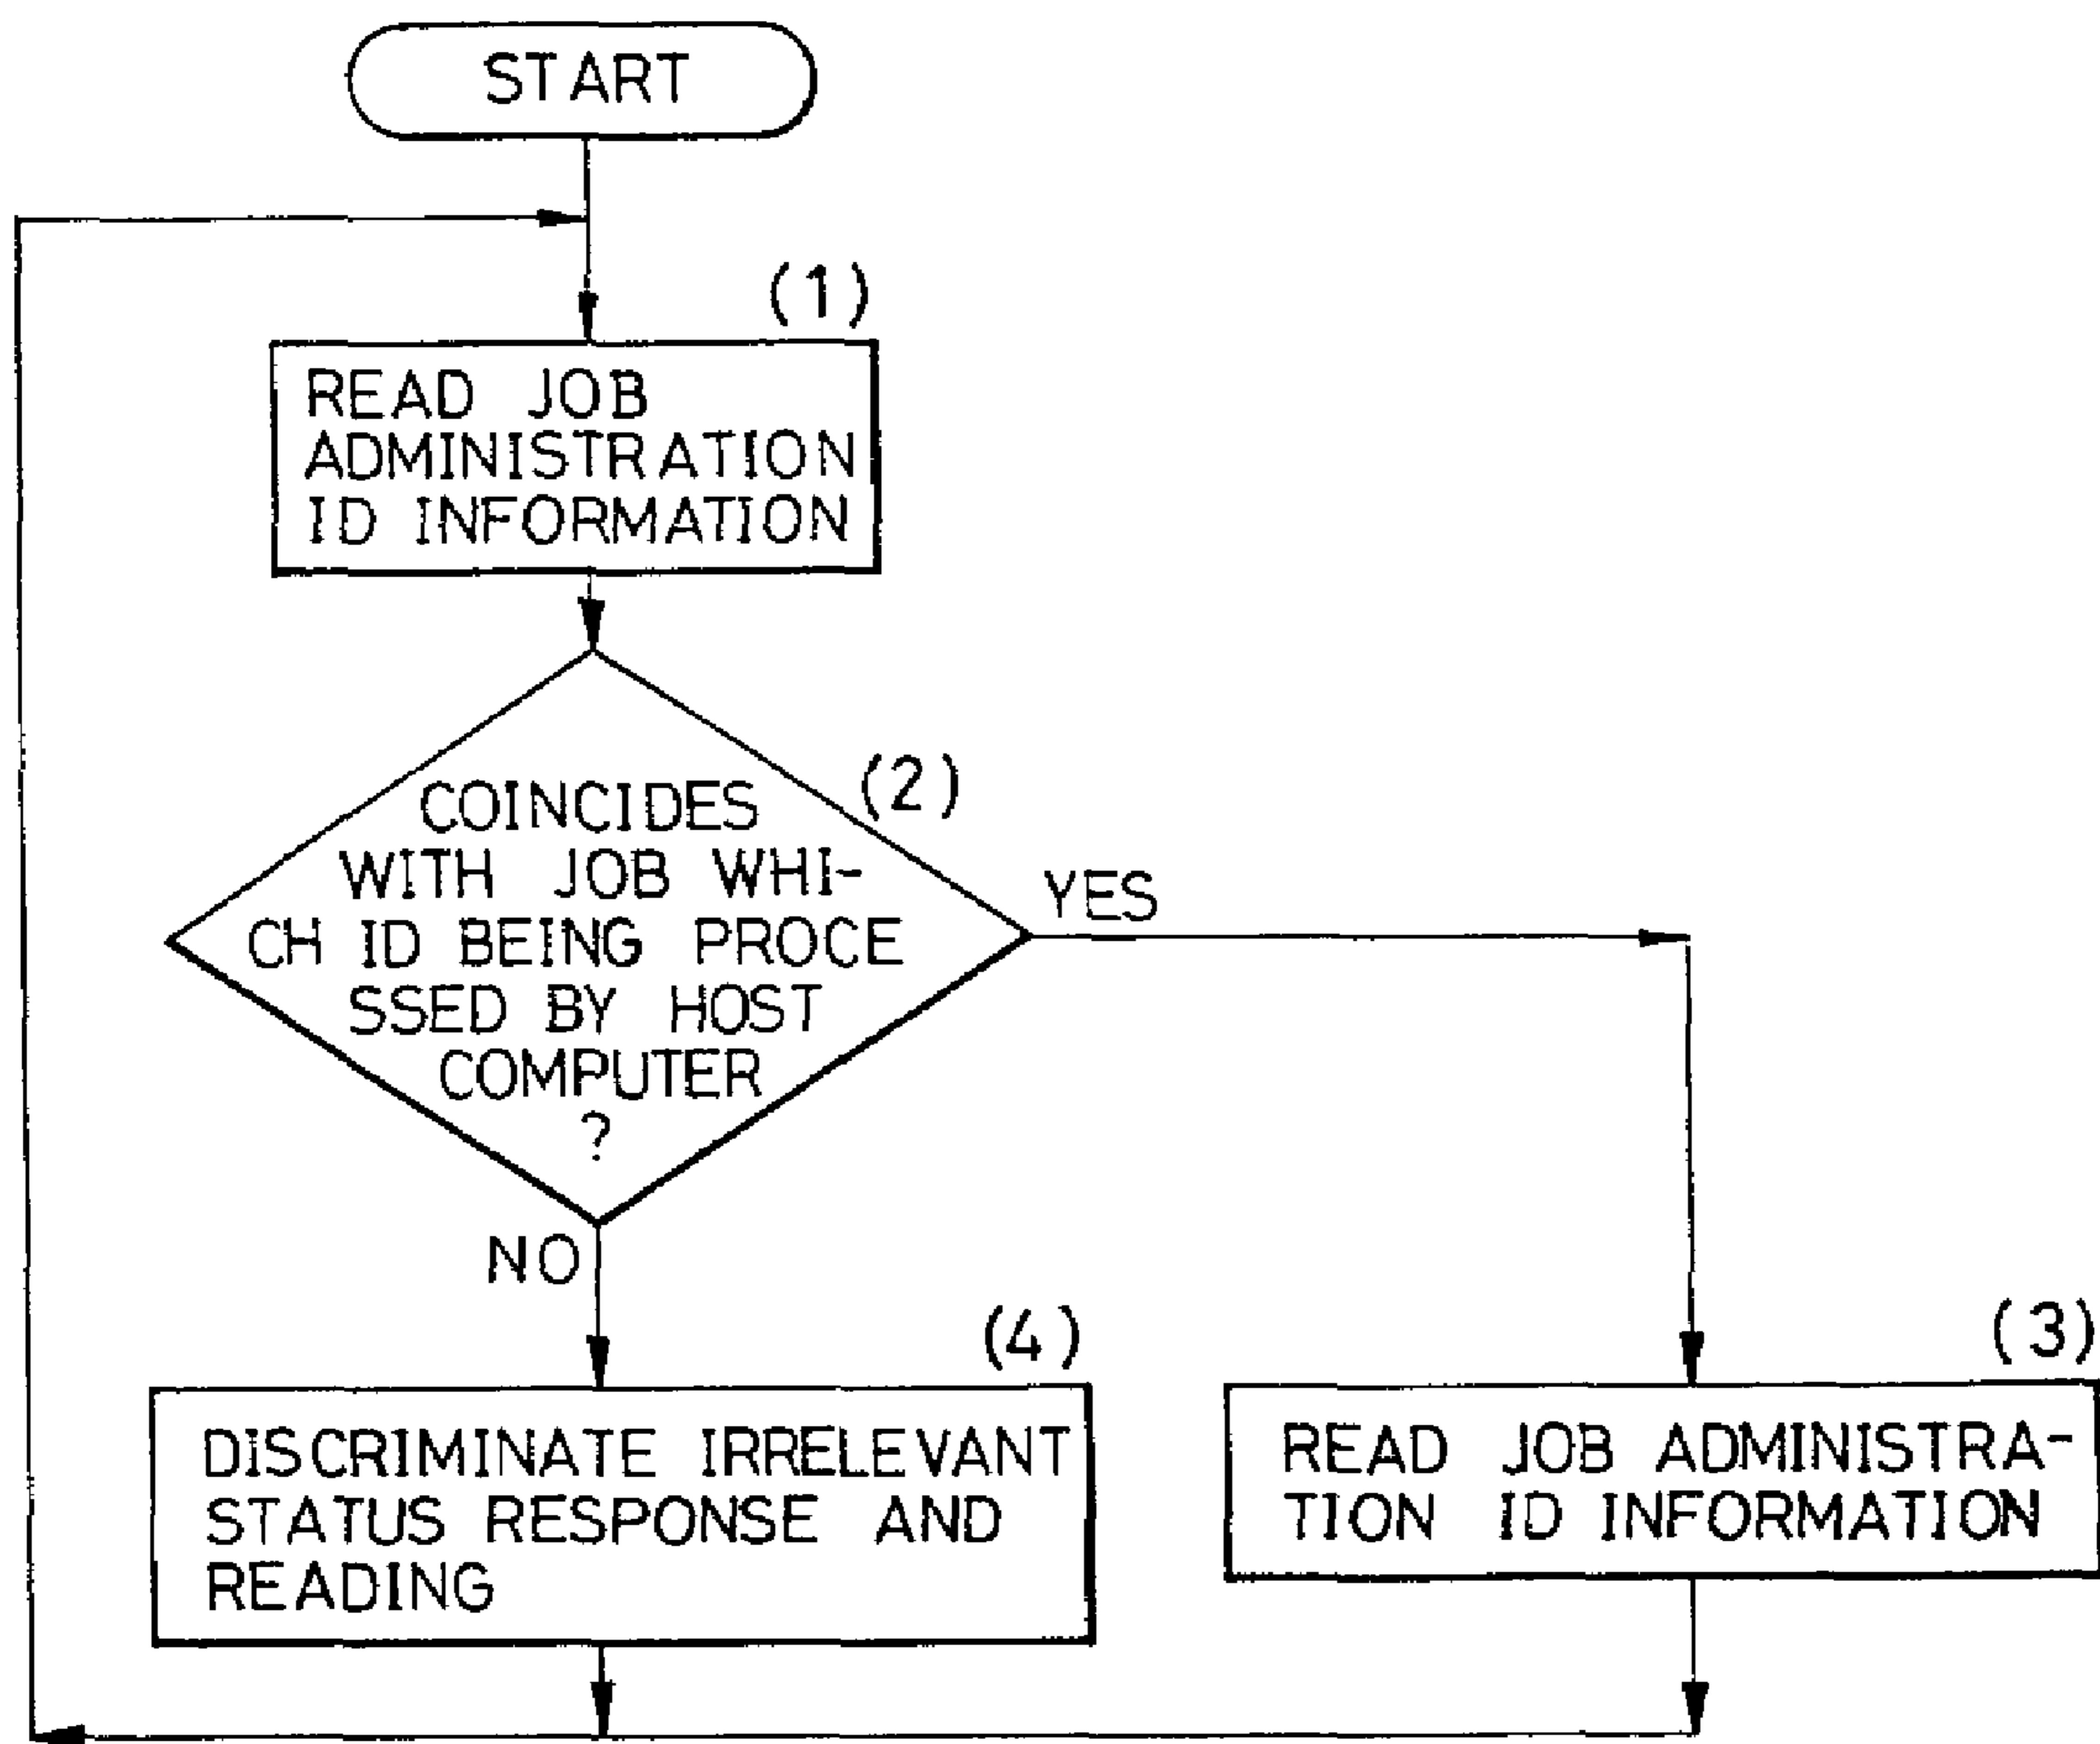 START
(1)
READ JOB
ADMINISTRATION
ID INFORMATION
(2)
COINCIDES
WITH JOB WHI-
CH ID BEING PROCE
SSED BY HOST
COMPUTER
?
YES
NO
(4)
DISCRIMINATE IRRELEVANT
STATUS RESPONSE AND
READING
(3)
READ JOB ADMINISTRA-
TION ID INFORMATION